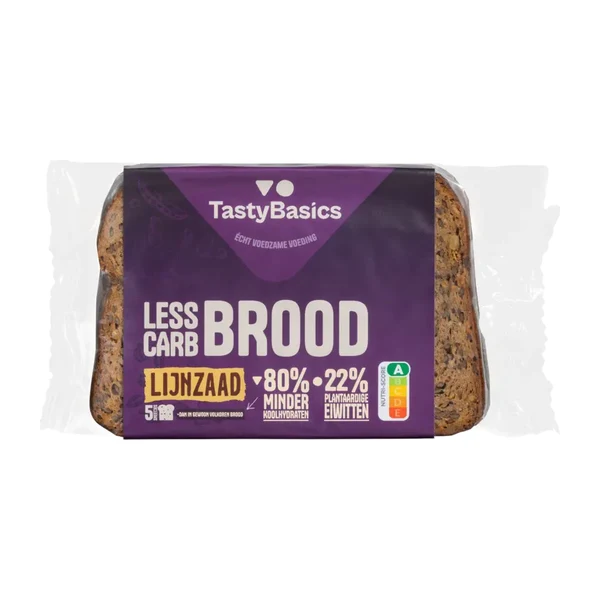 TastyBasics
ÉCHT VOEDZAME VOEDING
LESS CARB BROOD
LIJNZAAD
▼80% MINDER KOOLHYDRATEN
●22% PLANTAARDIGE EIWITTEN
5
-DAN IN GEWOON VOLKOREN BROOD
NUTRI-SCORE
A
B
C
D
E